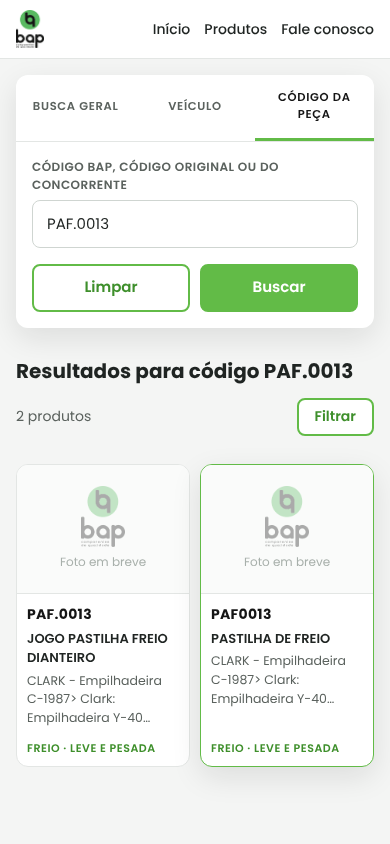 bap
Início Produtos Fale conosco
BUSCA GERAL
VEÍCULO
CÓDIGO DA
PEÇA
CÓDIGO BAP, CÓDIGO ORIGINAL OU DO
CONCORRENTE
PAF.0013
Limpar
Buscar
Resultados para código PAF.0013
2 produtos
Filtrar
bap
Foto em breve
PAF.0013
JOGO PASTILHA FREIO
DIANTEIRO
CLARK - Empilhadeira
C-1987> Clark:
Empilhadeira Y-40...
FREIO · LEVE E PESADA
bap
Foto em breve
PAF0013
PASTILHA DE FREIO
CLARK - Empilhadeira
C-1987> Clark:
Empilhadeira Y-40...
FREIO · LEVE E PESADA